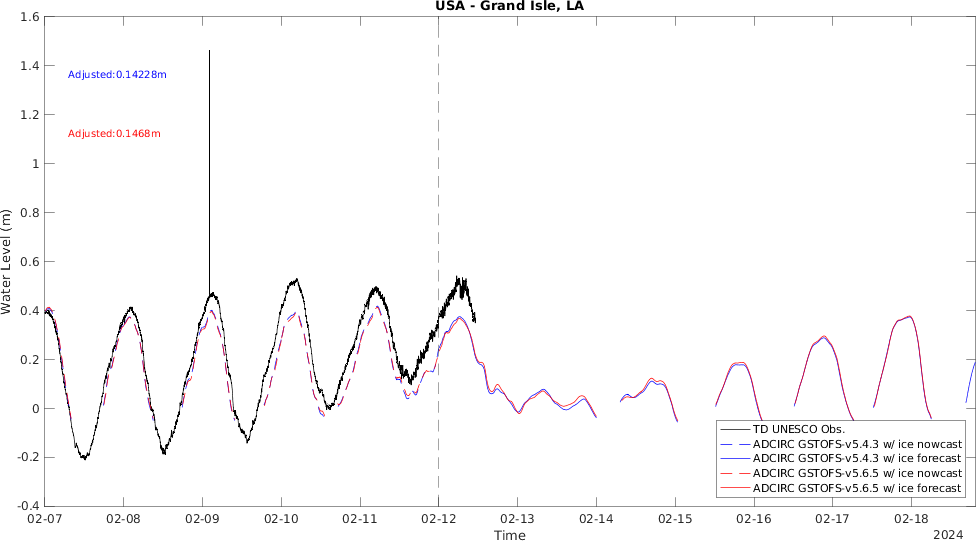 USA - Grand Isle, LA
1.6
1.4
1.2
1
0.8
0.6
0.4
0.2
0
-0.2
-0.4
Water Level (m)
Adjusted:0.14228m
Adjusted:0.1468m
TD UNESCO Obs.
ADCIRC GSTOFS-v5.4.3 w/ ice nowcast
ADCIRC GSTOFS-v5.4.3 w/ ice forecast
ADCIRC GSTOFS-v5.6.5 w/ ice nowcast
ADCIRC GSTOFS-v5.6.5 w/ ice forecast
02-07 02-08 02-09 02-10 02-11 02-12 02-13 02-14 02-15 02-16 02-17 02-18
Time
2024